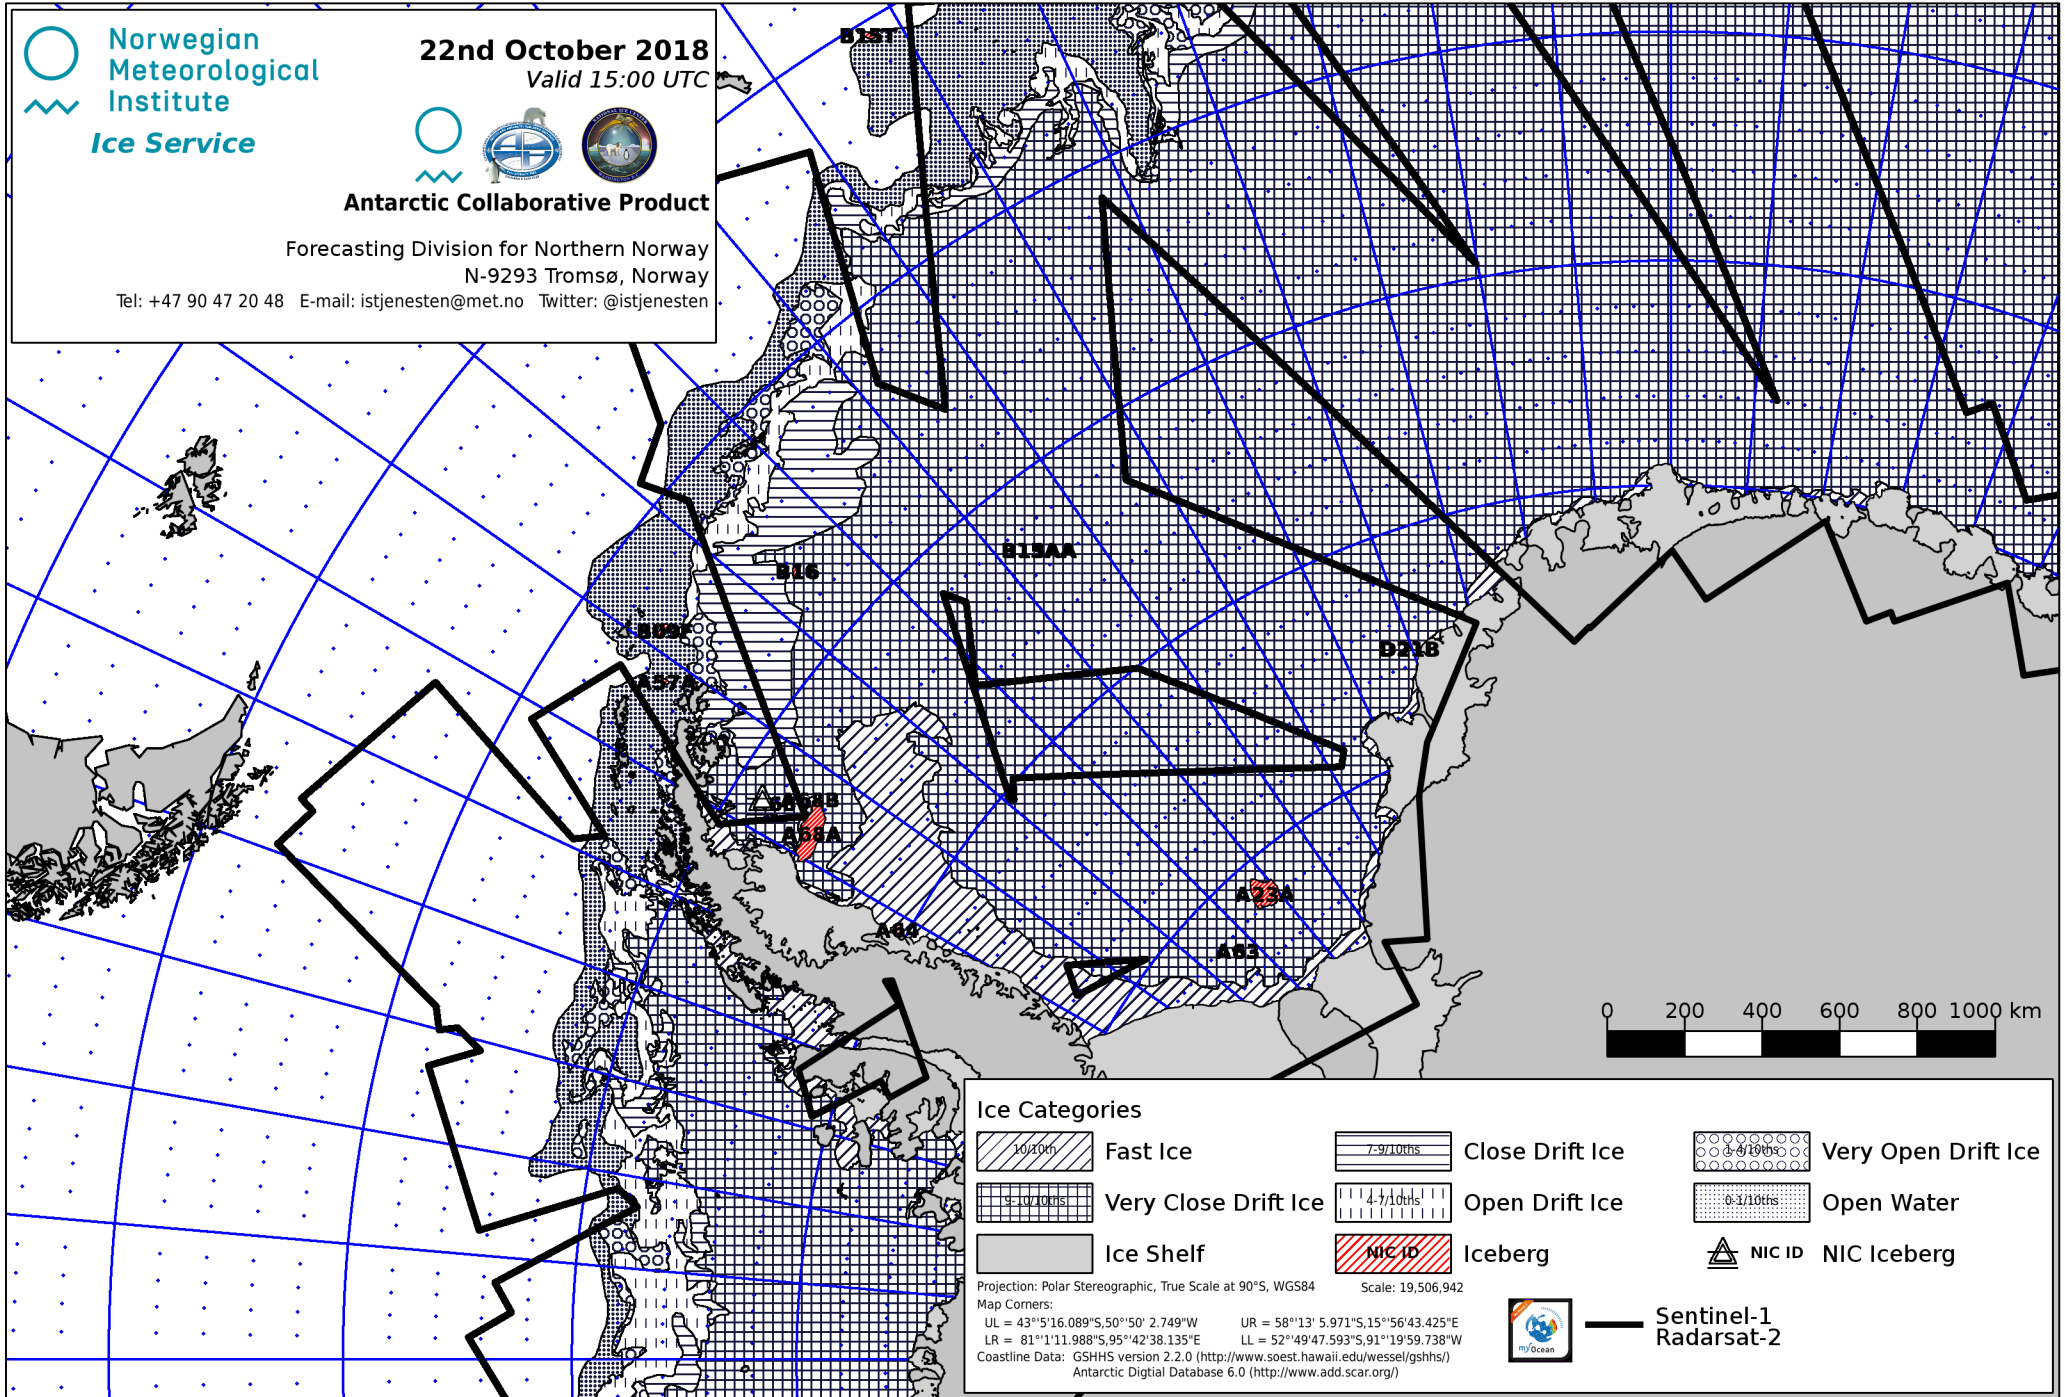 Norwegian
Meteorological
Institute
Ice Service
22nd October 2018
Valid 15:00 UTC
Antarctic Collaborative Product
Forecasting Division for Northern Norway
N-9293 Tromsø, Norway
Tel: +47 90 47 20 48 E-mail: istjenesten@met.no Twitter: @istjenesten
B15T
B15AA
B16
B09F
A57A
D21B
A68B
A68A
A23A
A64
A63
0 200 400 600 800 1000 km
Ice Categories
10/10th Fast Ice
7-9/10ths Close Drift Ice
1-4/10ths Very Open Drift Ice
9-10/10ths Very Close Drift Ice
4-7/10ths Open Drift Ice
0-1/10ths Open Water
Ice Shelf
NIC ID Iceberg
NIC ID NIC Iceberg
Projection: Polar Stereographic, True Scale at 90°S, WGS84 Scale: 19,506,942
Map Corners:
UL = 43°'5'16.089"S,50°'50' 2.749"W UR = 58°'13' 5.971"S,15°'56'43.425"E
LR = 81°'1'11.988"S,95°'42'38.135"E LL = 52°'49'47.593"S,91°'19'59.738"W
Coastline Data: GSHHS version 2.2.0 (http://www.soest.hawaii.edu/wessel/gshhs/)
Antarctic Digtial Database 6.0 (http://www.add.scar.org/)
myOcean
Sentinel-1
Radarsat-2